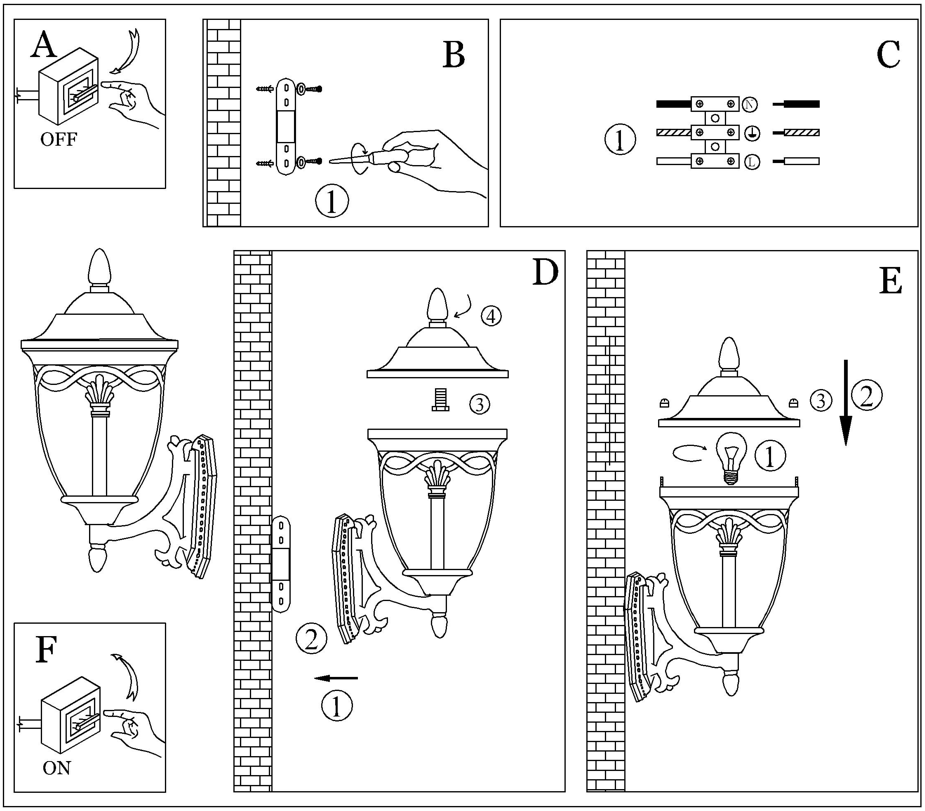 A
OFF
B
①
C
① N
L
D
④
③
②
①
E
③ ②
①
F
ON